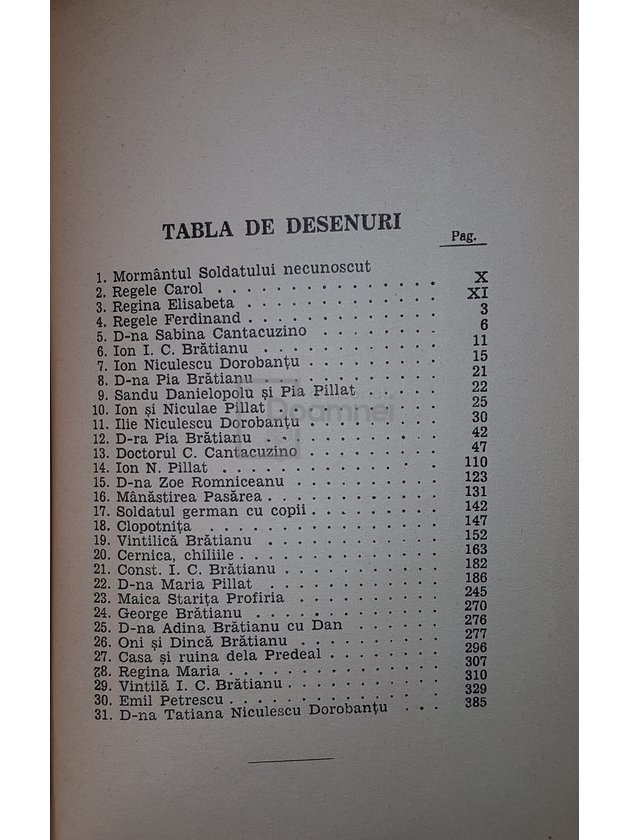 TABLA DE DESENURI
Pag.
1. Mormântul Soldatului necunoscut
2. Regele Carol . . . . . . . . . . . . . . . X
3. Regina Elisabeta . . . . . . . . . . . . . XI
4. Regele Ferdinand . . . . . . . . . . . . 3
5. D-na Sabina Cantacuzino . . . . . . . . 6
6. Ion I. C. Brătianu . . . . . . . . . . . . 11
7. Ion Niculescu Dorobanțu . . . . . . . . . 15
8. D-na Pia Brătianu . . . . . . . . . . . . 21
9. Sandu Danielopolu și Pia Pillat . . . . . 22
10. Ion și Niculae Pillat . . . . . . . . . . 25
11. Ilie Niculescu Dorobanțu . . . . . . . . 30
12. D-ra Pia Brătianu . . . . . . . . . . . 42
13. Doctorul C. Cantacuzino . . . . . . . . 47
14. Ion N. Pillat . . . . . . . . . . . . . 110
15. D-na Zoe Romniceanu . . . . . . . . . 123
16. Mânăstirea Pasărea . . . . . . . . . . . 131
17. Soldatul german cu copii . . . . . . . . 142
18. Clopotnița . . . . . . . . . . . . . . 147
19. Vintilică Brătianu . . . . . . . . . . 152
20. Cernica, chiliile . . . . . . . . . . . . 163
21. Const. I. C. Brătianu . . . . . . . . . 182
22. D-na Maria Pillat . . . . . . . . . . . 186
23. Maica Starița Profiria . . . . . . . . . 245
24. George Brătianu . . . . . . . . . . . 270
25. D-na Adina Brătianu cu Dan . . . . . . 276
26. Oni și Dincă Brătianu . . . . . . . . . 277
27. Casa și ruina dela Predeal . . . . . . . 296
28. Regina Maria . . . . . . . . . . . . . 307
29. Vintilă I. C. Brătianu . . . . . . . . . 310
30. Emil Petrescu . . . . . . . . . . . . . 329
31. D-na Tatiana Niculescu Dorobanțu . . . 385
Doamnei